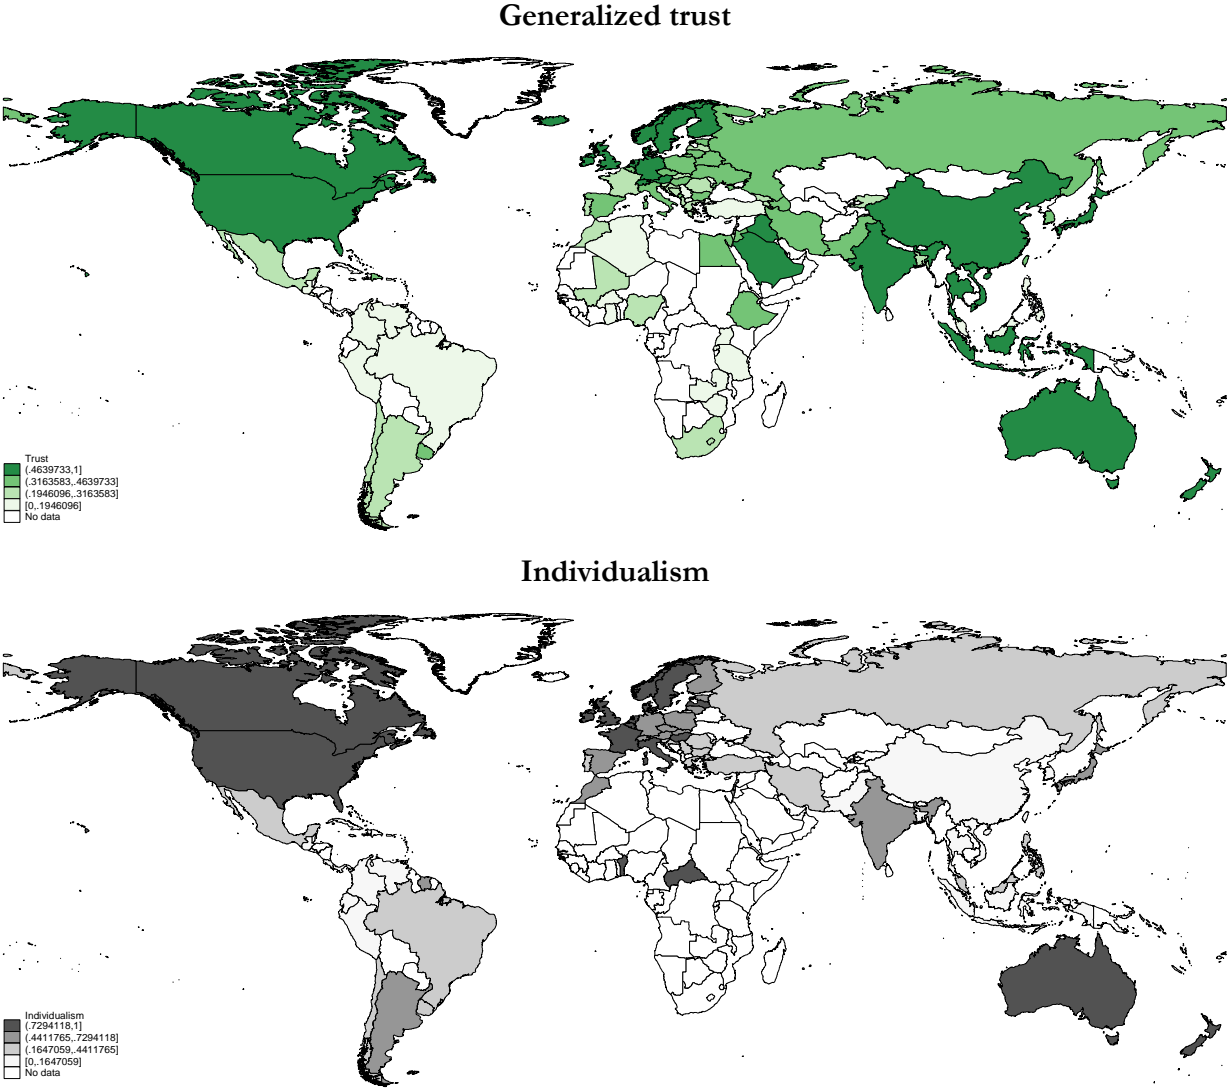 Generalized trust
Trust
(.4639733,1]
(.3163583,.4639733]
(.1946096,.3163583]
[0,.1946096]
No data
Individualism
Individualism
(.7294118,1]
(.4411765,.7294118]
(.1647059,.4411765]
[0,.1647059]
No data